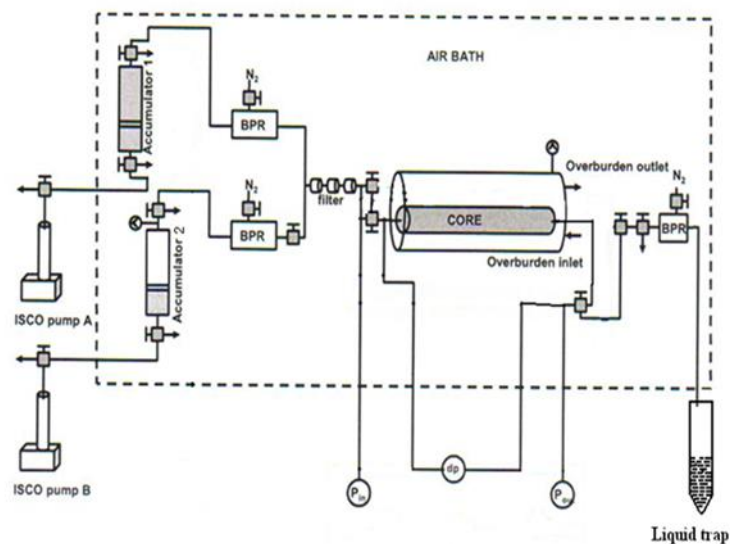 AIR BATH
Accumulator 1
N2
BPR
ISCO pump A
Accumulator 2
N2
BPR
filter
CORE
Overburden outlet
Overburden inlet
N2
BPR
ISCO pump B
Pin
dp
Liquid trap